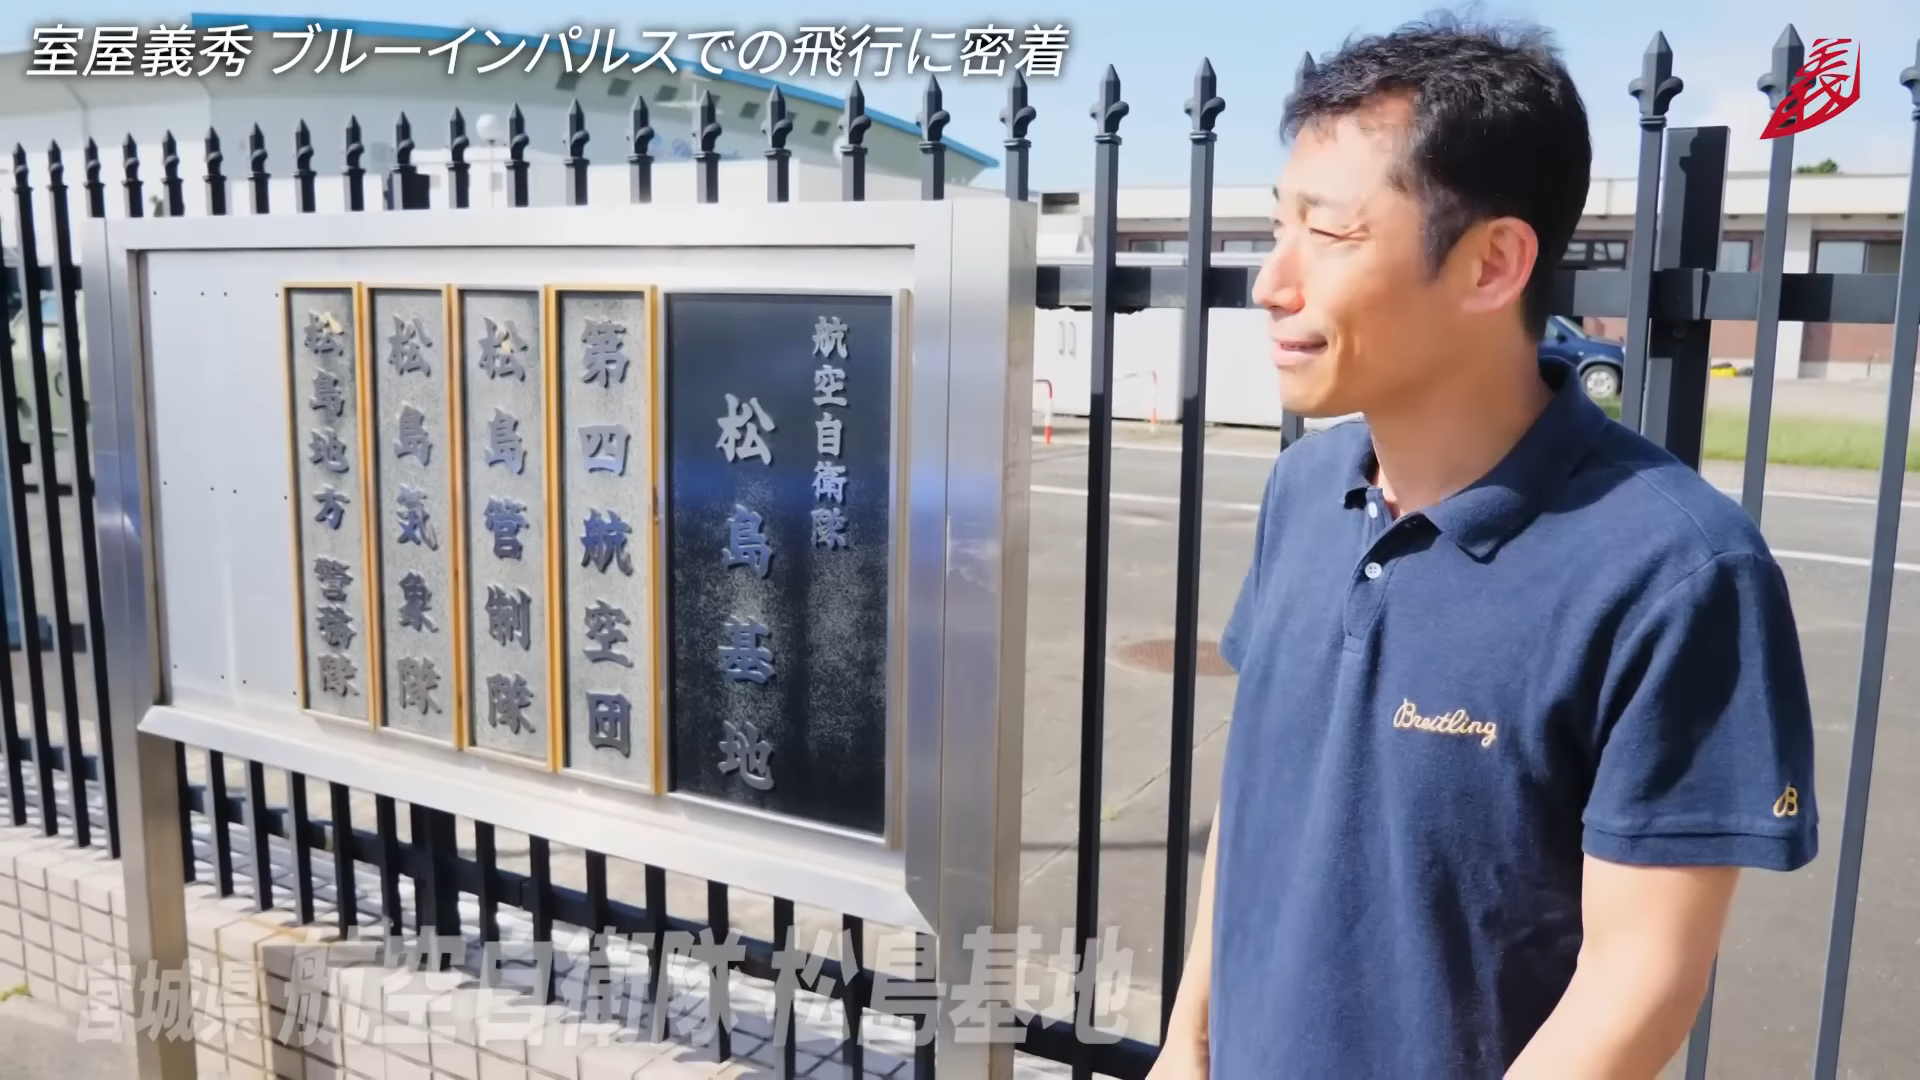 室屋義秀 ブルーインパルスでの飛行に密着
義
航空自衛隊
松島基地
第四航空団
松島管制隊
松島気象隊
松島地方警務隊
Breitling
B
宮城県 航空自衛隊 松島基地